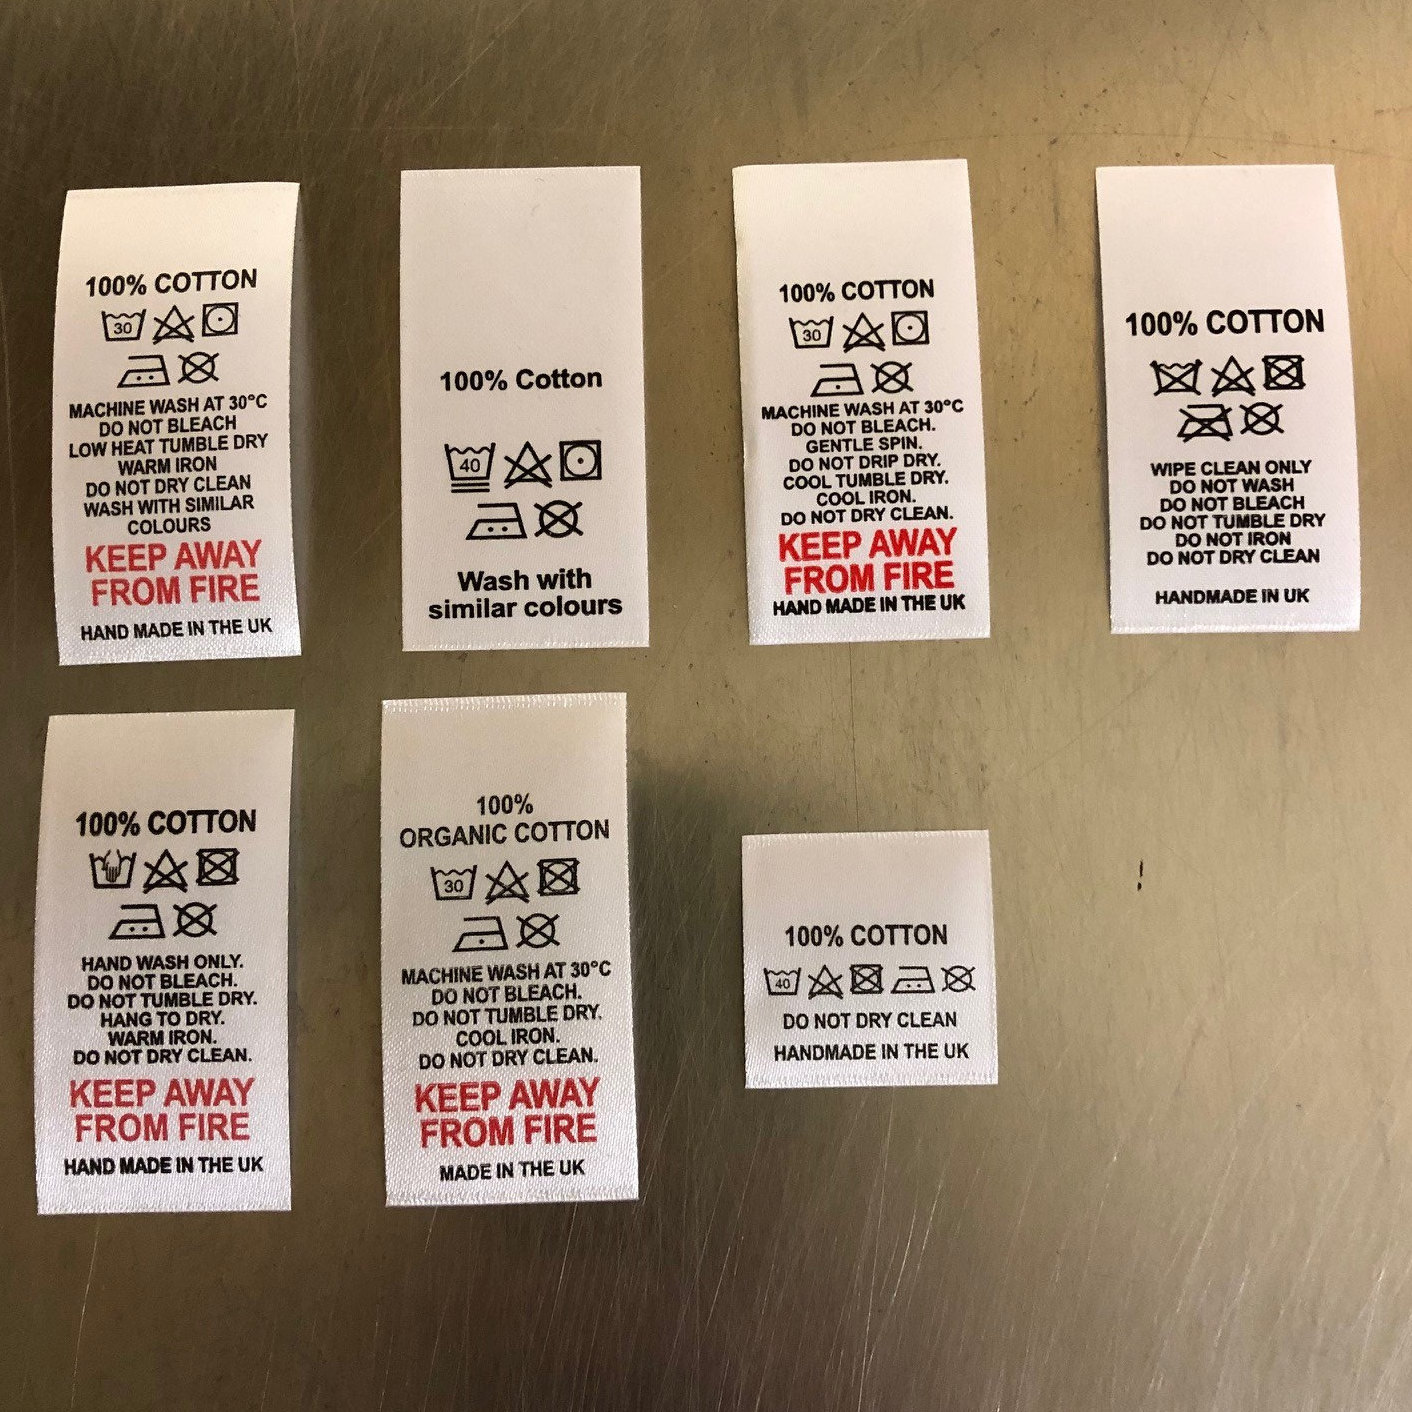 100% COTTON
30
MACHINE WASH AT 30°C
DO NOT BLEACH
LOW HEAT TUMBLE DRY
WARM IRON
DO NOT DRY CLEAN
WASH WITH SIMILAR
COLOURS
KEEP AWAY
FROM FIRE
HAND MADE IN THE UK
100% Cotton
40
Wash with
similar colours
100% COTTON
30
MACHINE WASH AT 30°C
DO NOT BLEACH.
GENTLE SPIN.
DO NOT DRIP DRY.
COOL TUMBLE DRY.
COOL IRON.
DO NOT DRY CLEAN.
KEEP AWAY
FROM FIRE
HAND MADE IN THE UK
100% COTTON
WIPE CLEAN ONLY
DO NOT WASH
DO NOT BLEACH
DO NOT TUMBLE DRY
DO NOT IRON
DO NOT DRY CLEAN
HANDMADE IN UK
100% COTTON
HAND WASH ONLY.
DO NOT BLEACH.
DO NOT TUMBLE DRY.
HANG TO DRY.
WARM IRON.
DO NOT DRY CLEAN.
KEEP AWAY
FROM FIRE
HAND MADE IN THE UK
100%
ORGANIC COTTON
30
MACHINE WASH AT 30°C
DO NOT BLEACH.
DO NOT TUMBLE DRY.
COOL IRON.
DO NOT DRY CLEAN.
KEEP AWAY
FROM FIRE
MADE IN THE UK
100% COTTON
40
DO NOT DRY CLEAN
HANDMADE IN THE UK